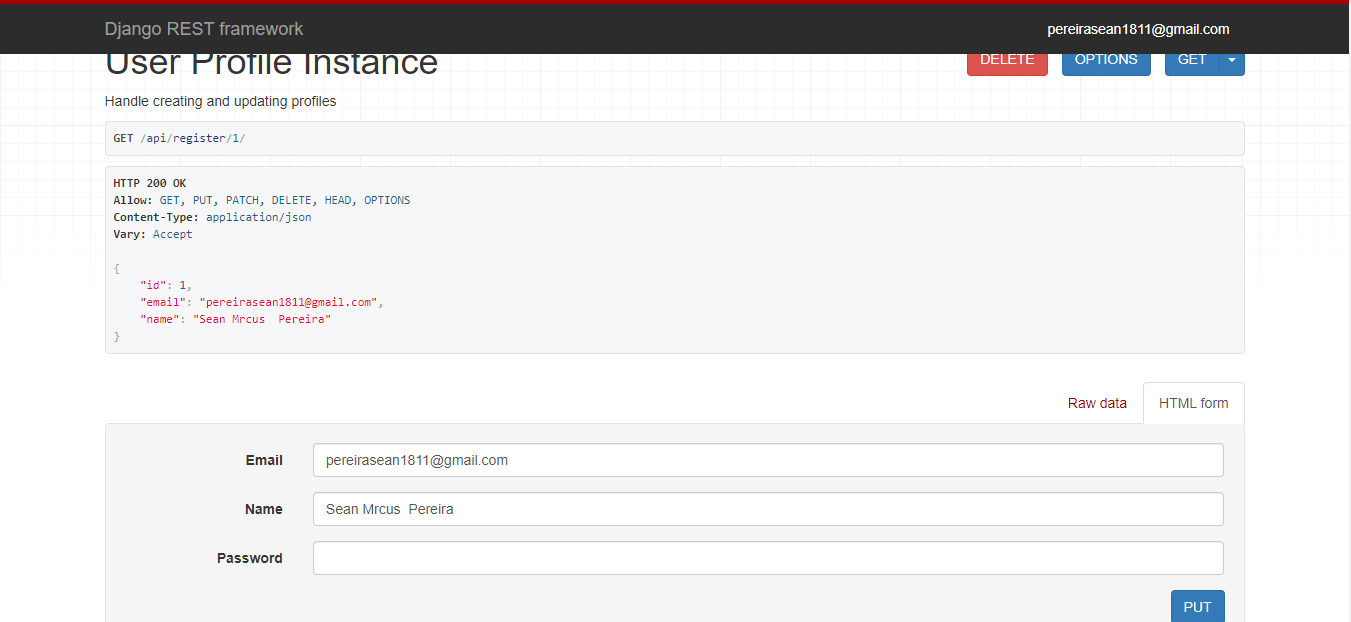 Django REST framework
pereirasean1811@gmail.com
User Profile Instance
DELETE
OPTIONS
GET
Handle creating and updating profiles
GET /api/register/1/
HTTP 200 OK
Allow: GET, PUT, PATCH, DELETE, HEAD, OPTIONS
Content-Type: application/json
Vary: Accept
{
    "id": 1,
    "email": "pereirasean1811@gmail.com",
    "name": "Sean Mrcus  Pereira"
}
Raw data
HTML form
Email
pereirasean1811@gmail.com
Name
Sean Mrcus  Pereira
Password
PUT